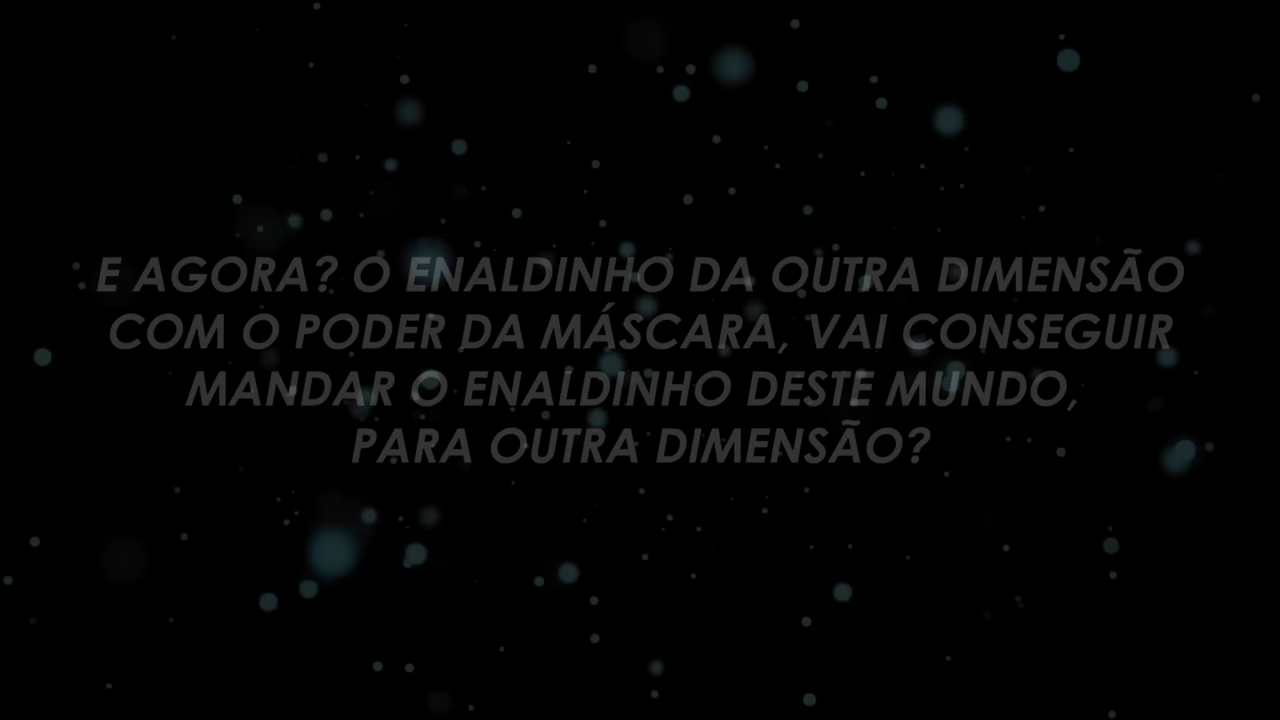 E AGORA? O ENALDINHO DA OUTRA DIMENSÃO
COM O PODER DA MÁSCARA, VAI CONSEGUIR
MANDAR O ENALDINHO DESTE MUNDO,
PARA OUTRA DIMENSÃO?